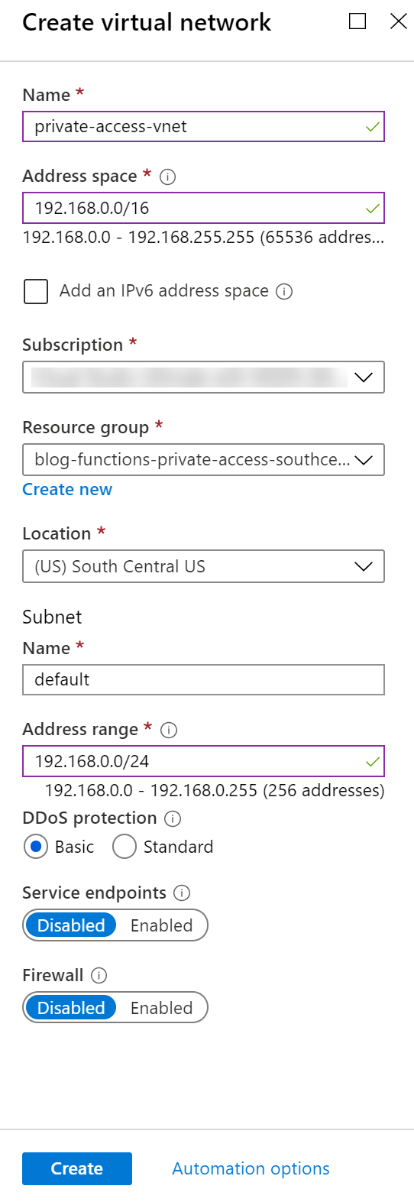 Create virtual network
Name *
private-access-vnet
Address space *
192.168.0.0/16
192.168.0.0 - 192.168.255.255 (65536 addres...
Add an IPv6 address space
Subscription *
Resource group *
blog-functions-private-access-southce...
Create new
Location *
(US) South Central US
Subnet
Name *
default
Address range *
192.168.0.0/24
192.168.0.0 - 192.168.0.255 (256 addresses)
DDoS protection
Basic Standard
Service endpoints
Disabled Enabled
Firewall
Disabled Enabled
Create Automation options